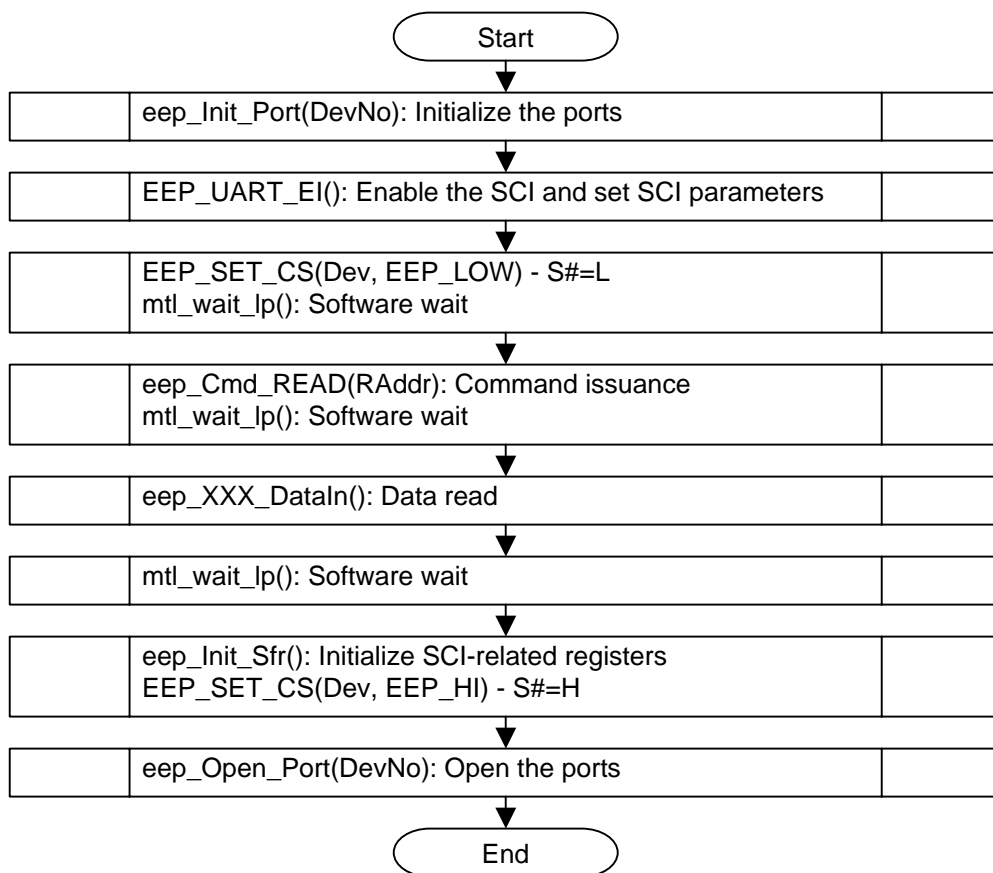 Start
eep_Init_Port(DevNo): Initialize the ports
EEP_UART_EI(): Enable the SCI and set SCI parameters
EEP_SET_CS(Dev, EEP_LOW) - S#=L
mtl_wait_lp(): Software wait
eep_Cmd_READ(RAddr): Command issuance
mtl_wait_lp(): Software wait
eep_XXX_DataIn(): Data read
mtl_wait_lp(): Software wait
eep_Init_Sfr(): Initialize SCI-related registers
EEP_SET_CS(Dev, EEP_HI) - S#=H
eep_Open_Port(DevNo): Open the ports
End